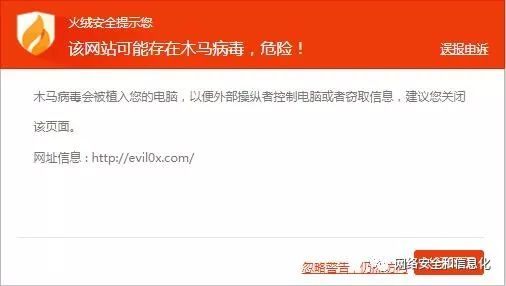 火绒安全提示您
该网站可能存在木马病毒，危险！
误报申诉
木马病毒会被植入您的电脑，以便外部操纵者控制电脑或者窃取信息，建议您关闭
该页面。
网址信息：http://evil0x.com/
忽略警告，仍
网络安全和信息化